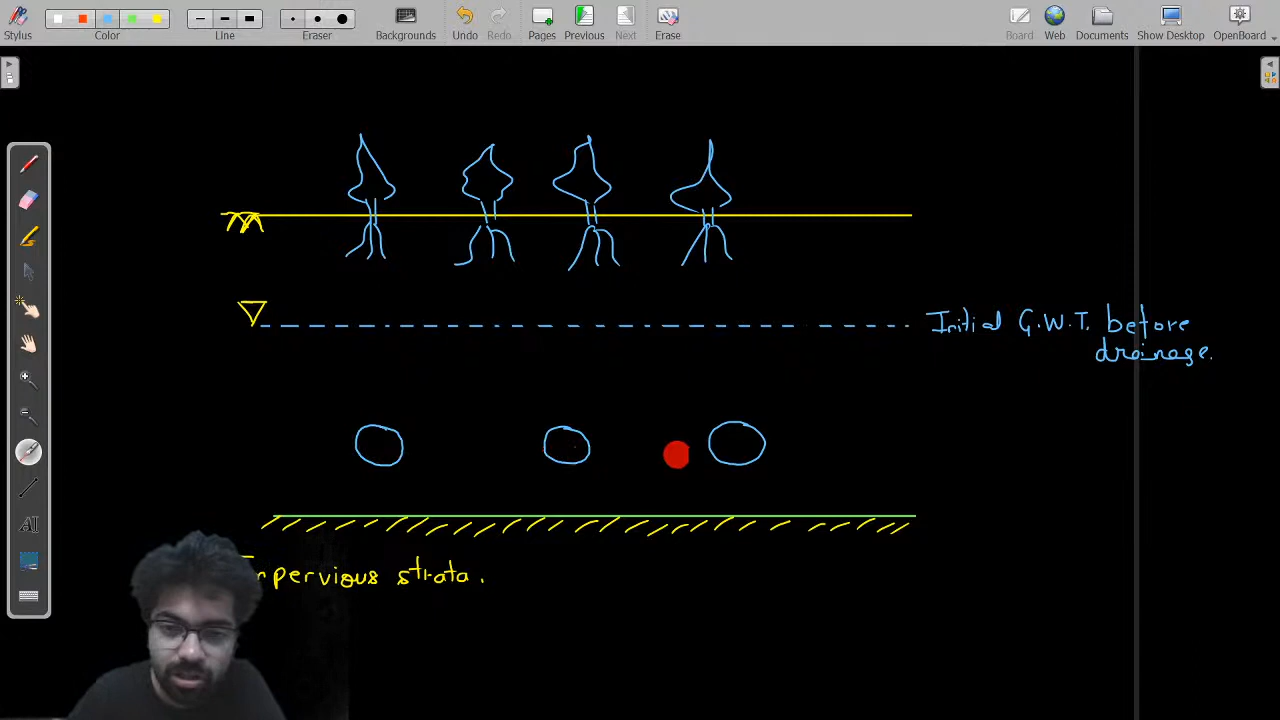 Stylus
Color
Line
Eraser
Backgrounds
Undo
Redo
Pages
Previous
Next
Erase
Board
Web
Documents
Show Desktop
OpenBoard
Initial G.W.T. before
drainage.
strata.
AI